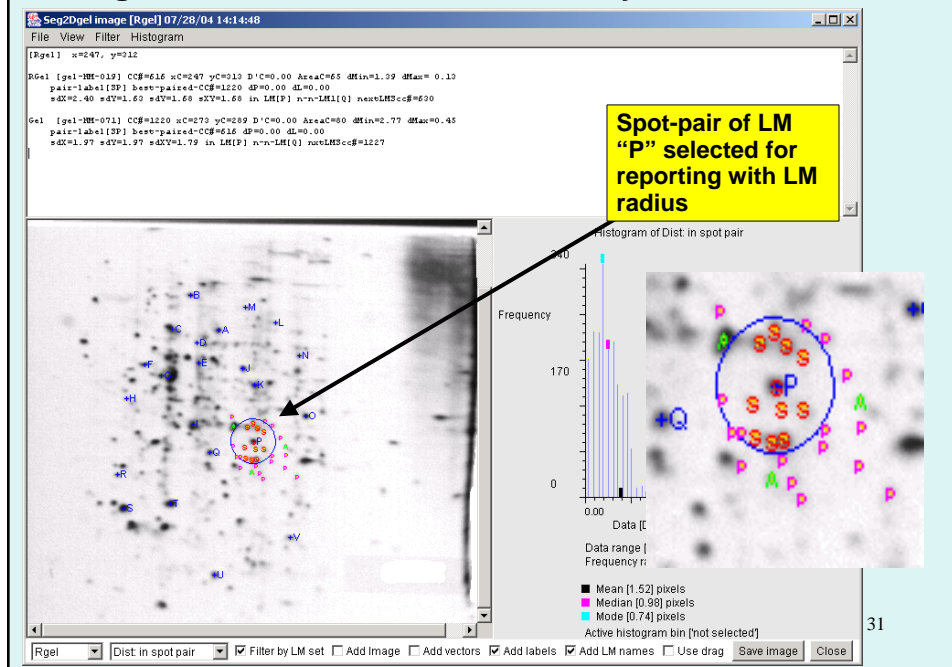 Seg2Dgel image [Rgel] 07/28/04 14:14:48
File View Filter Histogram
[Rgel] x=247, y=312
RGel [gel-HM-019] CC#=616 xC=247 yC=313 D'C=0.00 AreaC=65 dMin=1.39 dMax= 0.13
pair-label[SP] best-paired-CC#=1220 dP=0.00 dL=0.00
sdX=2.40 sdY=1.63 sdY=1.68 sXY=1.68 in LM[P] n-n-LM1[Q] nextLMScc#=630
Gel [gel-HM-071] CC#=1220 xC=273 yC=289 D'C=0.00 AreaC=80 dMin=2.77 dMax=0.45
pair-label[SP] best-paired-CC#=616 dP=0.00 dL=0.00
sdX=1.97 sdY=1.97 sdXY=1.79 in LM[P] n-n-LM[Q] nxtLMScc#=1227
Spot-pair of LM
“P” selected for
reporting with LM
radius
Histogram of Dist: in spot pair
340
Frequency
170
0
0.00
Data [D
Data range [
Frequency ra
Mean [1.52] pixels
Median [0.98] pixels
Mode [0.74] pixels
Active histogram bin ['not selected']
B
M
L
C
A
D
N
F
E
J
K
H
O
P
Q
R
S
T
V
U
A
S S S
P
P
Q
S S S
A
31
Rgel Dist: in spot pair Filter by LM set Add Image Add vectors Add labels Add LM names Use drag Save image Close